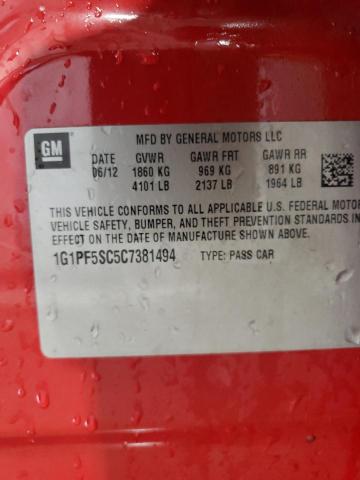 GM
MFD BY GENERAL MOTORS LLC
DATE GVWR GAWR FRT GAWR RR
06/12 1860 KG 969 KG 891 KG
4101 LB 2137 LB 1964 LB
THIS VEHICLE CONFORMS TO ALL APPLICABLE U.S. FEDERAL MOTOR
VEHICLE SAFETY, BUMPER, AND THEFT PREVENTION STANDARDS IN
EFFECT ON THE DATE OF MANUFACTURE SHOWN ABOVE.
1G1PF5SC5C7381494 TYPE: PASS CAR